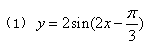 (1) y = 2sin(2x − π/3)